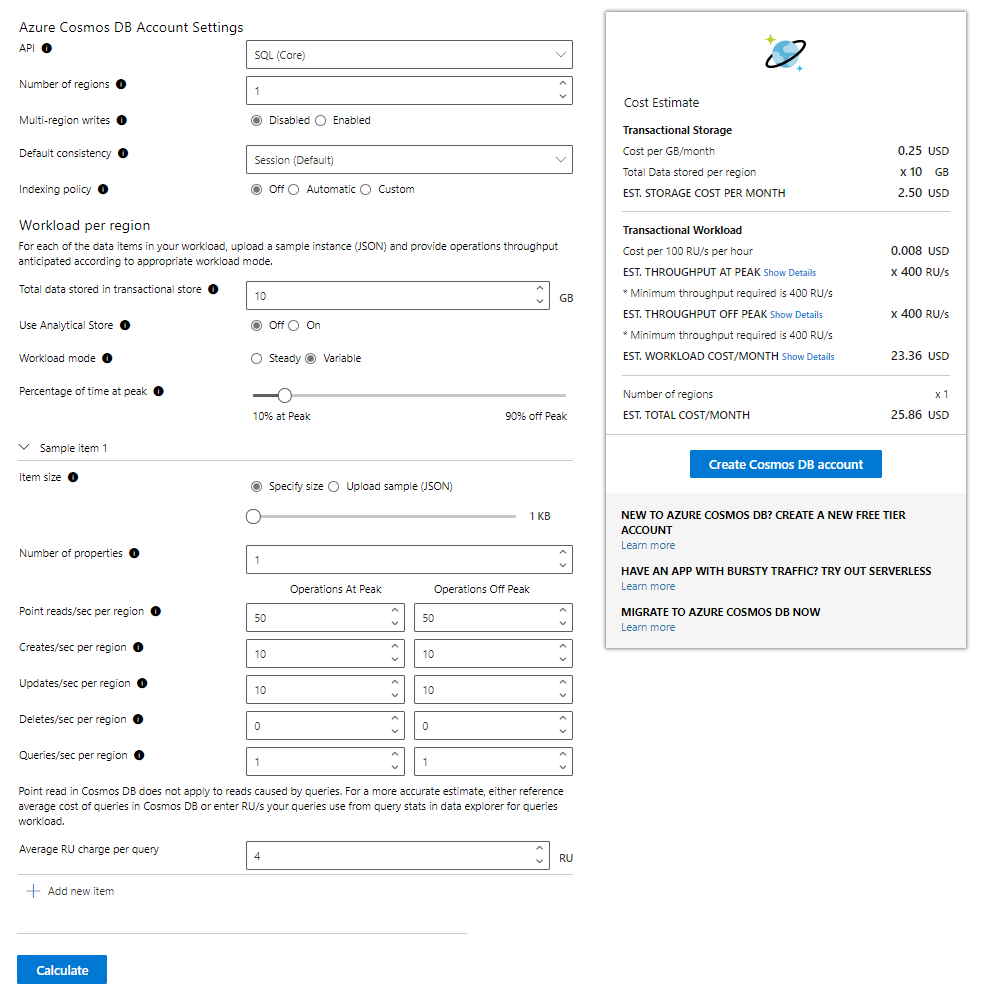 Azure Cosmos DB Account Settings
API
SQL (Core)
Number of regions
1
Multi-region writes
Disabled Enabled
Default consistency
Session (Default)
Indexing policy
Off Automatic Custom
Workload per region
For each of the data items in your workload, upload a sample instance (JSON) and provide operations throughput
anticipated according to appropriate workload mode.
Total data stored in transactional store
10 GB
Use Analytical Store
Off On
Workload mode
Steady Variable
Percentage of time at peak
10% at Peak 90% off Peak
Sample item 1
Item size
Specify size Upload sample (JSON)
1 KB
Number of properties
1
Operations At Peak Operations Off Peak
Point reads/sec per region
50 50
Creates/sec per region
10 10
Updates/sec per region
10 10
Deletes/sec per region
0 0
Queries/sec per region
1 1
Point read in Cosmos DB does not apply to reads caused by queries. For a more accurate estimate, either reference
average cost of queries in Cosmos DB or enter RU/s your queries use from query stats in data explorer for queries
workload.
Average RU charge per query
4 RU
Add new item
Calculate
Cost Estimate
Transactional Storage
Cost per GB/month 0.25 USD
Total Data stored per region x 10 GB
EST. STORAGE COST PER MONTH 2.50 USD
Transactional Workload
Cost per 100 RU/s per hour 0.008 USD
EST. THROUGHPUT AT PEAK Show Details x 400 RU/s
* Minimum throughput required is 400 RU/s
EST. THROUGHPUT OFF PEAK Show Details x 400 RU/s
* Minimum throughput required is 400 RU/s
EST. WORKLOAD COST/MONTH Show Details 23.36 USD
Number of regions x 1
EST. TOTAL COST/MONTH 25.86 USD
Create Cosmos DB account
NEW TO AZURE COSMOS DB? CREATE A NEW FREE TIER
ACCOUNT
Learn more
HAVE AN APP WITH BURSTY TRAFFIC? TRY OUT SERVERLESS
Learn more
MIGRATE TO AZURE COSMOS DB NOW
Learn more